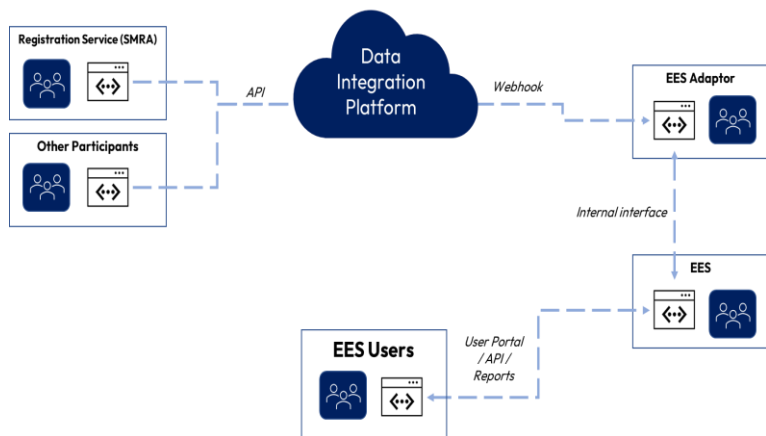 Registration Service (SMRA)
Other Participants
API
Data
Integration
Platform
Webhook
EES Adaptor
Internal interface
EES
User Portal
/ API /
Reports
EES Users